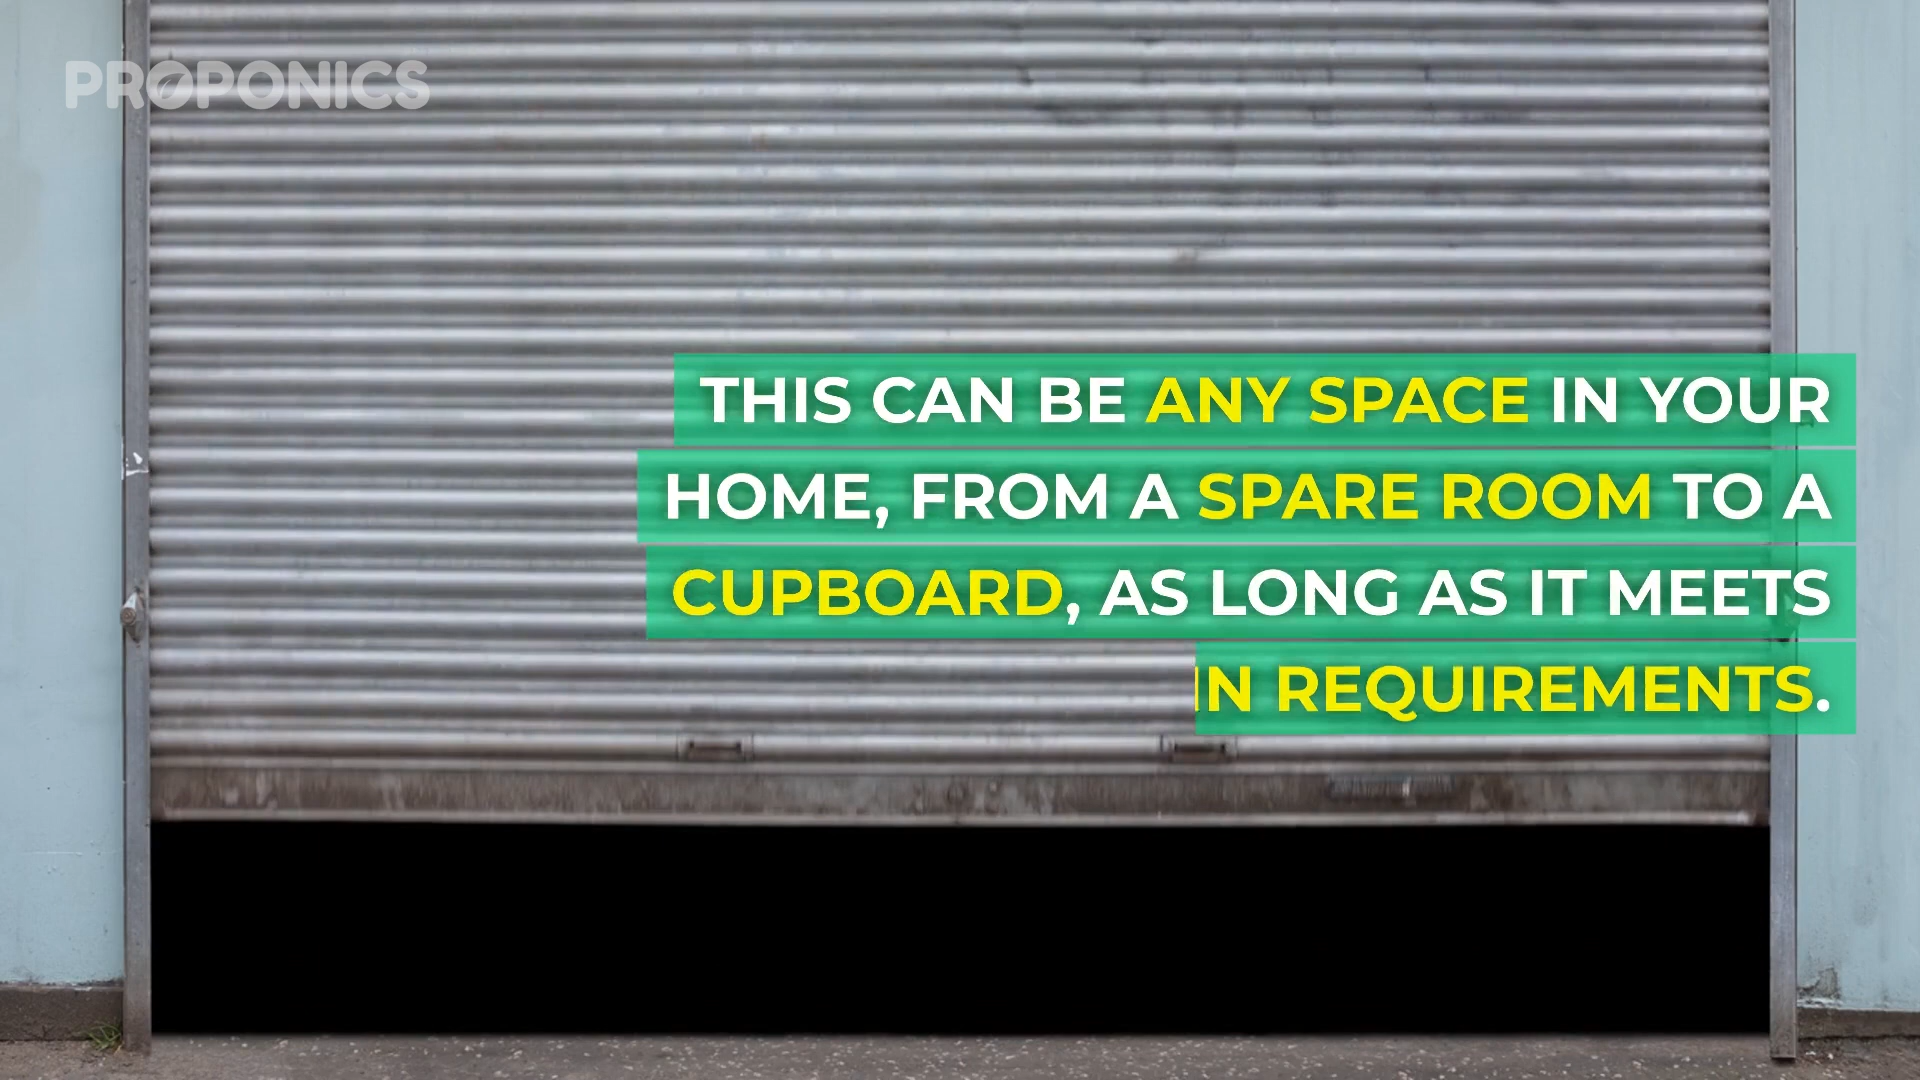 PROPONICS
THIS CAN BE ANY SPACE IN YOUR
HOME, FROM A SPARE ROOM TO A
CUPBOARD, AS LONG AS IT MEETS
IN REQUIREMENTS.